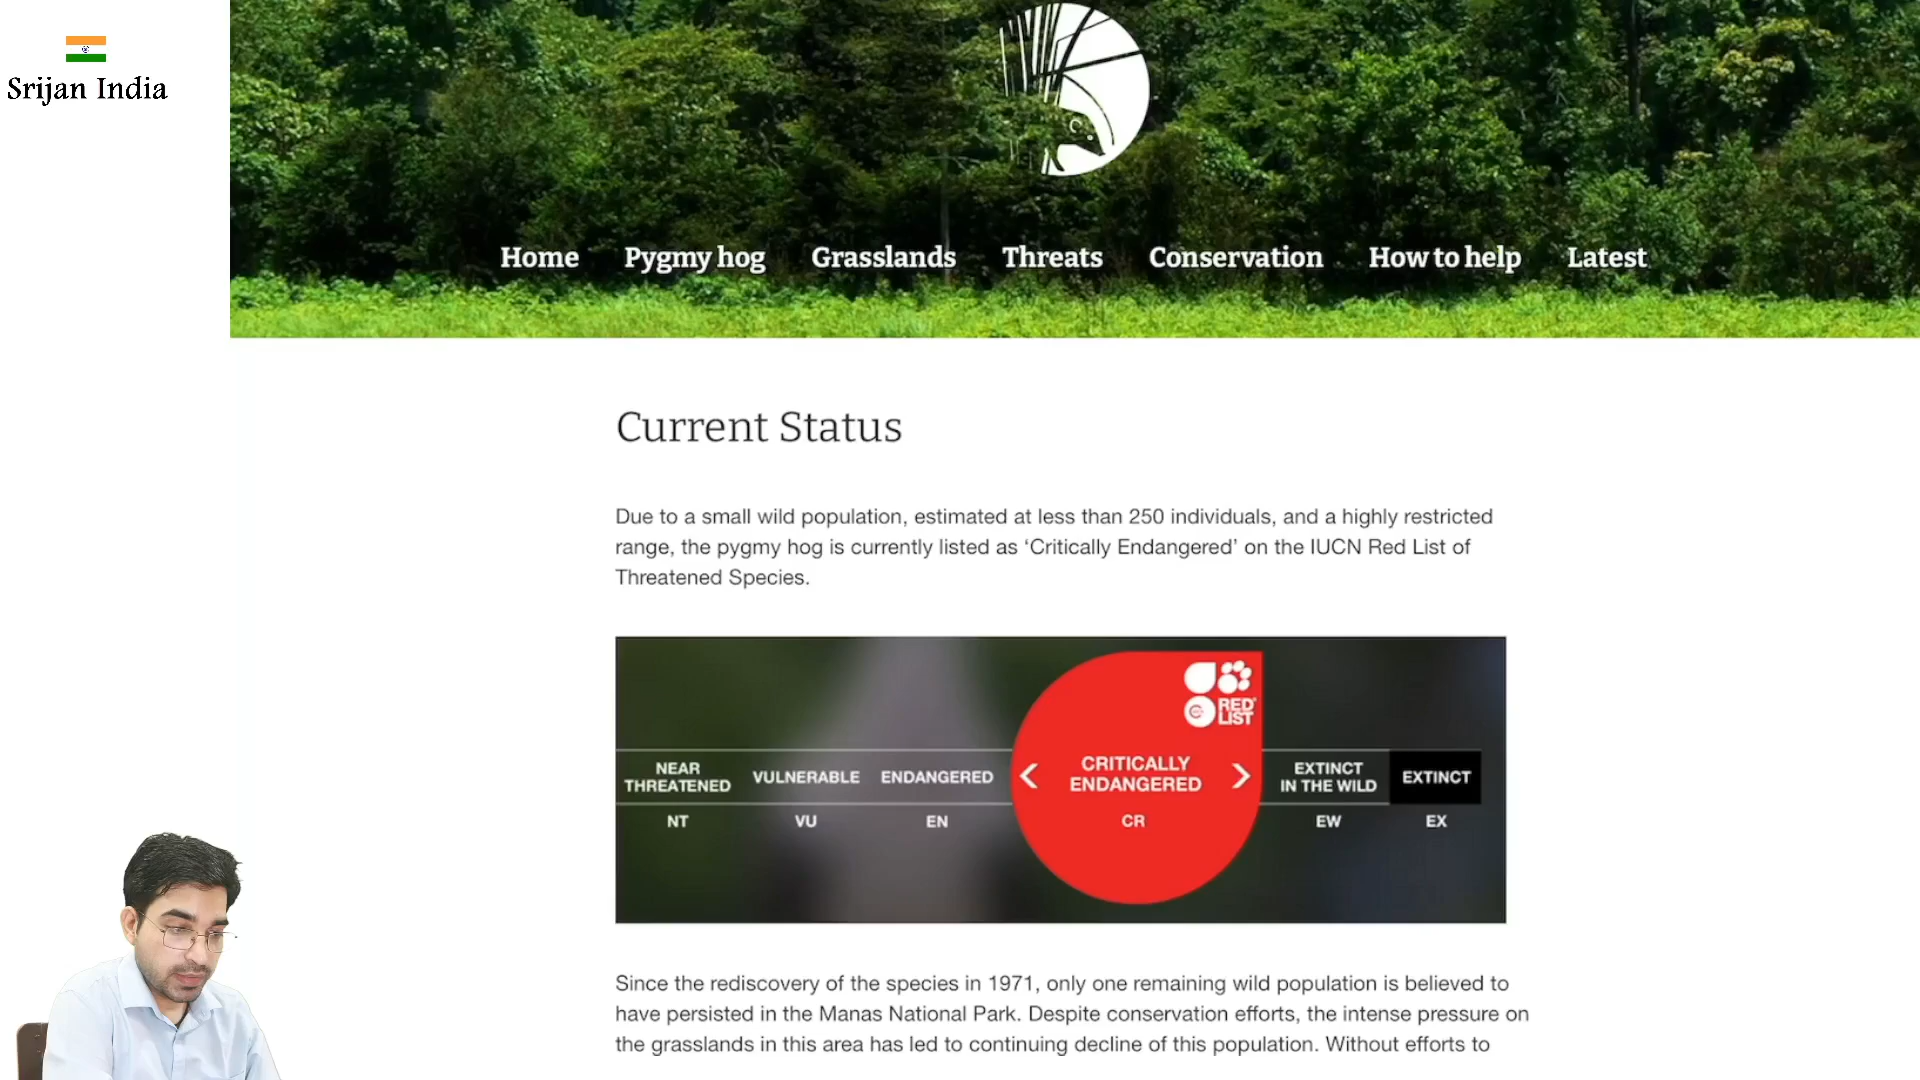 Srijan India
Home Pygmy hog Grasslands Threats Conservation How to help Latest
Current Status
Due to a small wild population, estimated at less than 250 individuals, and a highly restricted
range, the pygmy hog is currently listed as ‘Critically Endangered’ on the IUCN Red List of
Threatened Species.
RED
LIST
NEAR
THREATENED
NT
VULNERABLE
VU
ENDANGERED
EN
< CRITICALLY
ENDANGERED >
CR
EXTINCT
IN THE WILD
EW
EXTINCT
EX
Since the rediscovery of the species in 1971, only one remaining wild population is believed to
have persisted in the Manas National Park. Despite conservation efforts, the intense pressure on
the grasslands in this area has led to continuing decline of this population. Without efforts to